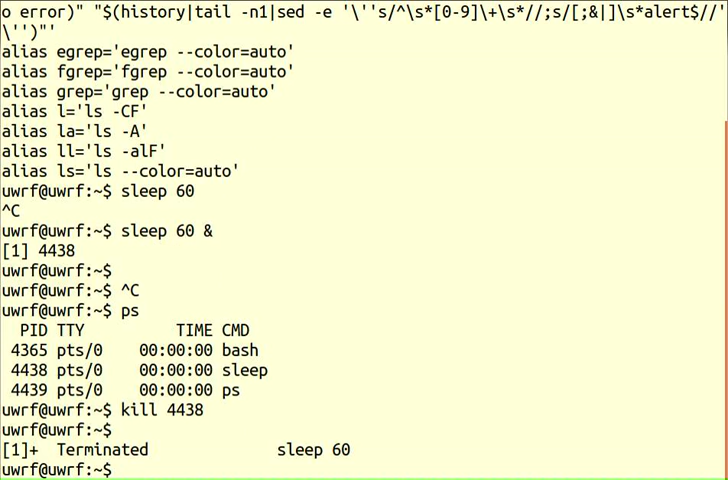 o error)" "$(history|tail -n1|sed -e '\''s/^\s*[0-9]\+\s*//;s/[;&|]\s*alert$//'
\'')"'
alias egrep='egrep --color=auto'
alias fgrep='fgrep --color=auto'
alias grep='grep --color=auto'
alias l='ls -CF'
alias la='ls -A'
alias ll='ls -alF'
alias ls='ls --color=auto'
uwrf@uwrf:~$ sleep 60
^C
uwrf@uwrf:~$ sleep 60 &
[1] 4438
uwrf@uwrf:~$
uwrf@uwrf:~$ ^C
uwrf@uwrf:~$ ps
  PID TTY          TIME CMD
 4365 pts/0    00:00:00 bash
 4438 pts/0    00:00:00 sleep
 4439 pts/0    00:00:00 ps
uwrf@uwrf:~$ kill 4438
uwrf@uwrf:~$
[1]+  Terminated              sleep 60
uwrf@uwrf:~$